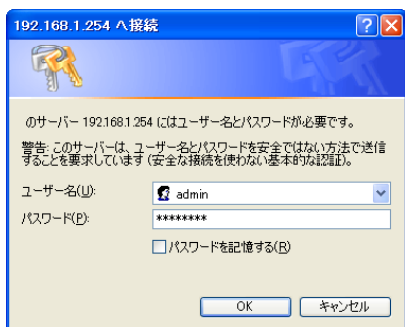 192.168.1.254 へ接続
のサーバー 192.168.1.254 にはユーザー名とパスワードが必要です。
警告: このサーバーは、ユーザー名とパスワードを安全ではない方法で送信
することを要求しています (安全な接続を使わない基本的な認証)。
ユーザー名(U):
admin
パスワード(P):
********
パスワードを記憶する(R)
OK
キャンセル